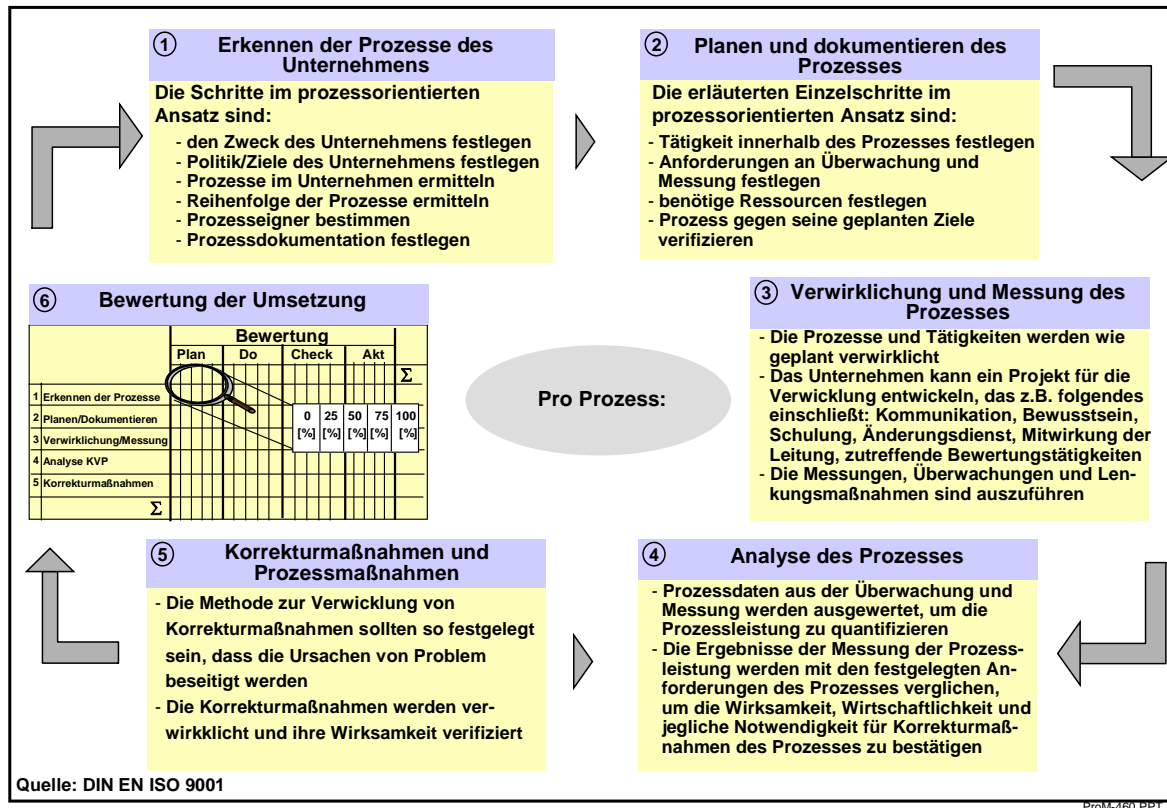 1 Erkennen der Prozesse des
Unternehmens
Die Schritte im prozessorientierten
Ansatz sind:
- den Zweck des Unternehmens festlegen
- Politik/Ziele des Unternehmens festlegen
- Prozesse im Unternehmen ermitteln
- Reihenfolge der Prozesse ermitteln
- Prozesseigner bestimmen
- Prozessdokumentation festlegen
2 Planen und dokumentieren des
Prozesses
Die erläuterten Einzelschritte im
prozessorientierten Ansatz sind:
- Tätigkeit innerhalb des Prozesses festlegen
- Anforderungen an Überwachung und
Messung festlegen
- benötige Ressourcen festlegen
- Prozess gegen seine geplanten Ziele
verifizieren
3 Verwirklichung und Messung des
Prozesses
- Die Prozesse und Tätigkeiten werden wie
geplant verwirklicht
- Das Unternehmen kann ein Projekt für die
Verwicklung entwickeln, das z.B. folgendes
einschließt: Kommunikation, Bewusstsein,
Schulung, Änderungsdienst, Mitwirkung der
Leitung, zutreffende Bewertungstätigkeiten
- Die Messungen, Überwachungen und Len-
kungsmaßnahmen sind auszuführen
Pro Prozess:
4 Analyse des Prozesses
- Prozessdaten aus der Überwachung und
Messung werden ausgewertet, um die
Prozessleistung zu quantifizieren
- Die Ergebnisse der Messung der Prozess-
leistung werden mit den festgelegten An-
forderungen des Prozesses verglichen,
um die Wirksamkeit, Wirtschaftlichkeit und
jegliche Notwendigkeit für Korrekturmaß-
nahmen des Prozesses zu bestätigen
5 Korrekturmaßnahmen und
Prozessmaßnahmen
- Die Methode zur Verwicklung von
Korrekturmaßnahmen sollten so festgelegt
sein, dass die Ursachen von Problem
beseitigt werden
- Die Korrekturmaßnahmen werden ver-
wirkklicht und ihre Wirksamkeit verifiziert
6 Bewertung der Umsetzung
Bewertung
Plan Do Check Akt
Σ
1 Erkennen der Prozesse
2 Planen/Dokumentieren
3 Verwirklichung/Messung
4 Analyse KVP
5 Korrekturmaßnahmen
Σ
0 25 50 75 100
[%] [%] [%] [%] [%]
Quelle: DIN EN ISO 9001
ProM-460.PPT